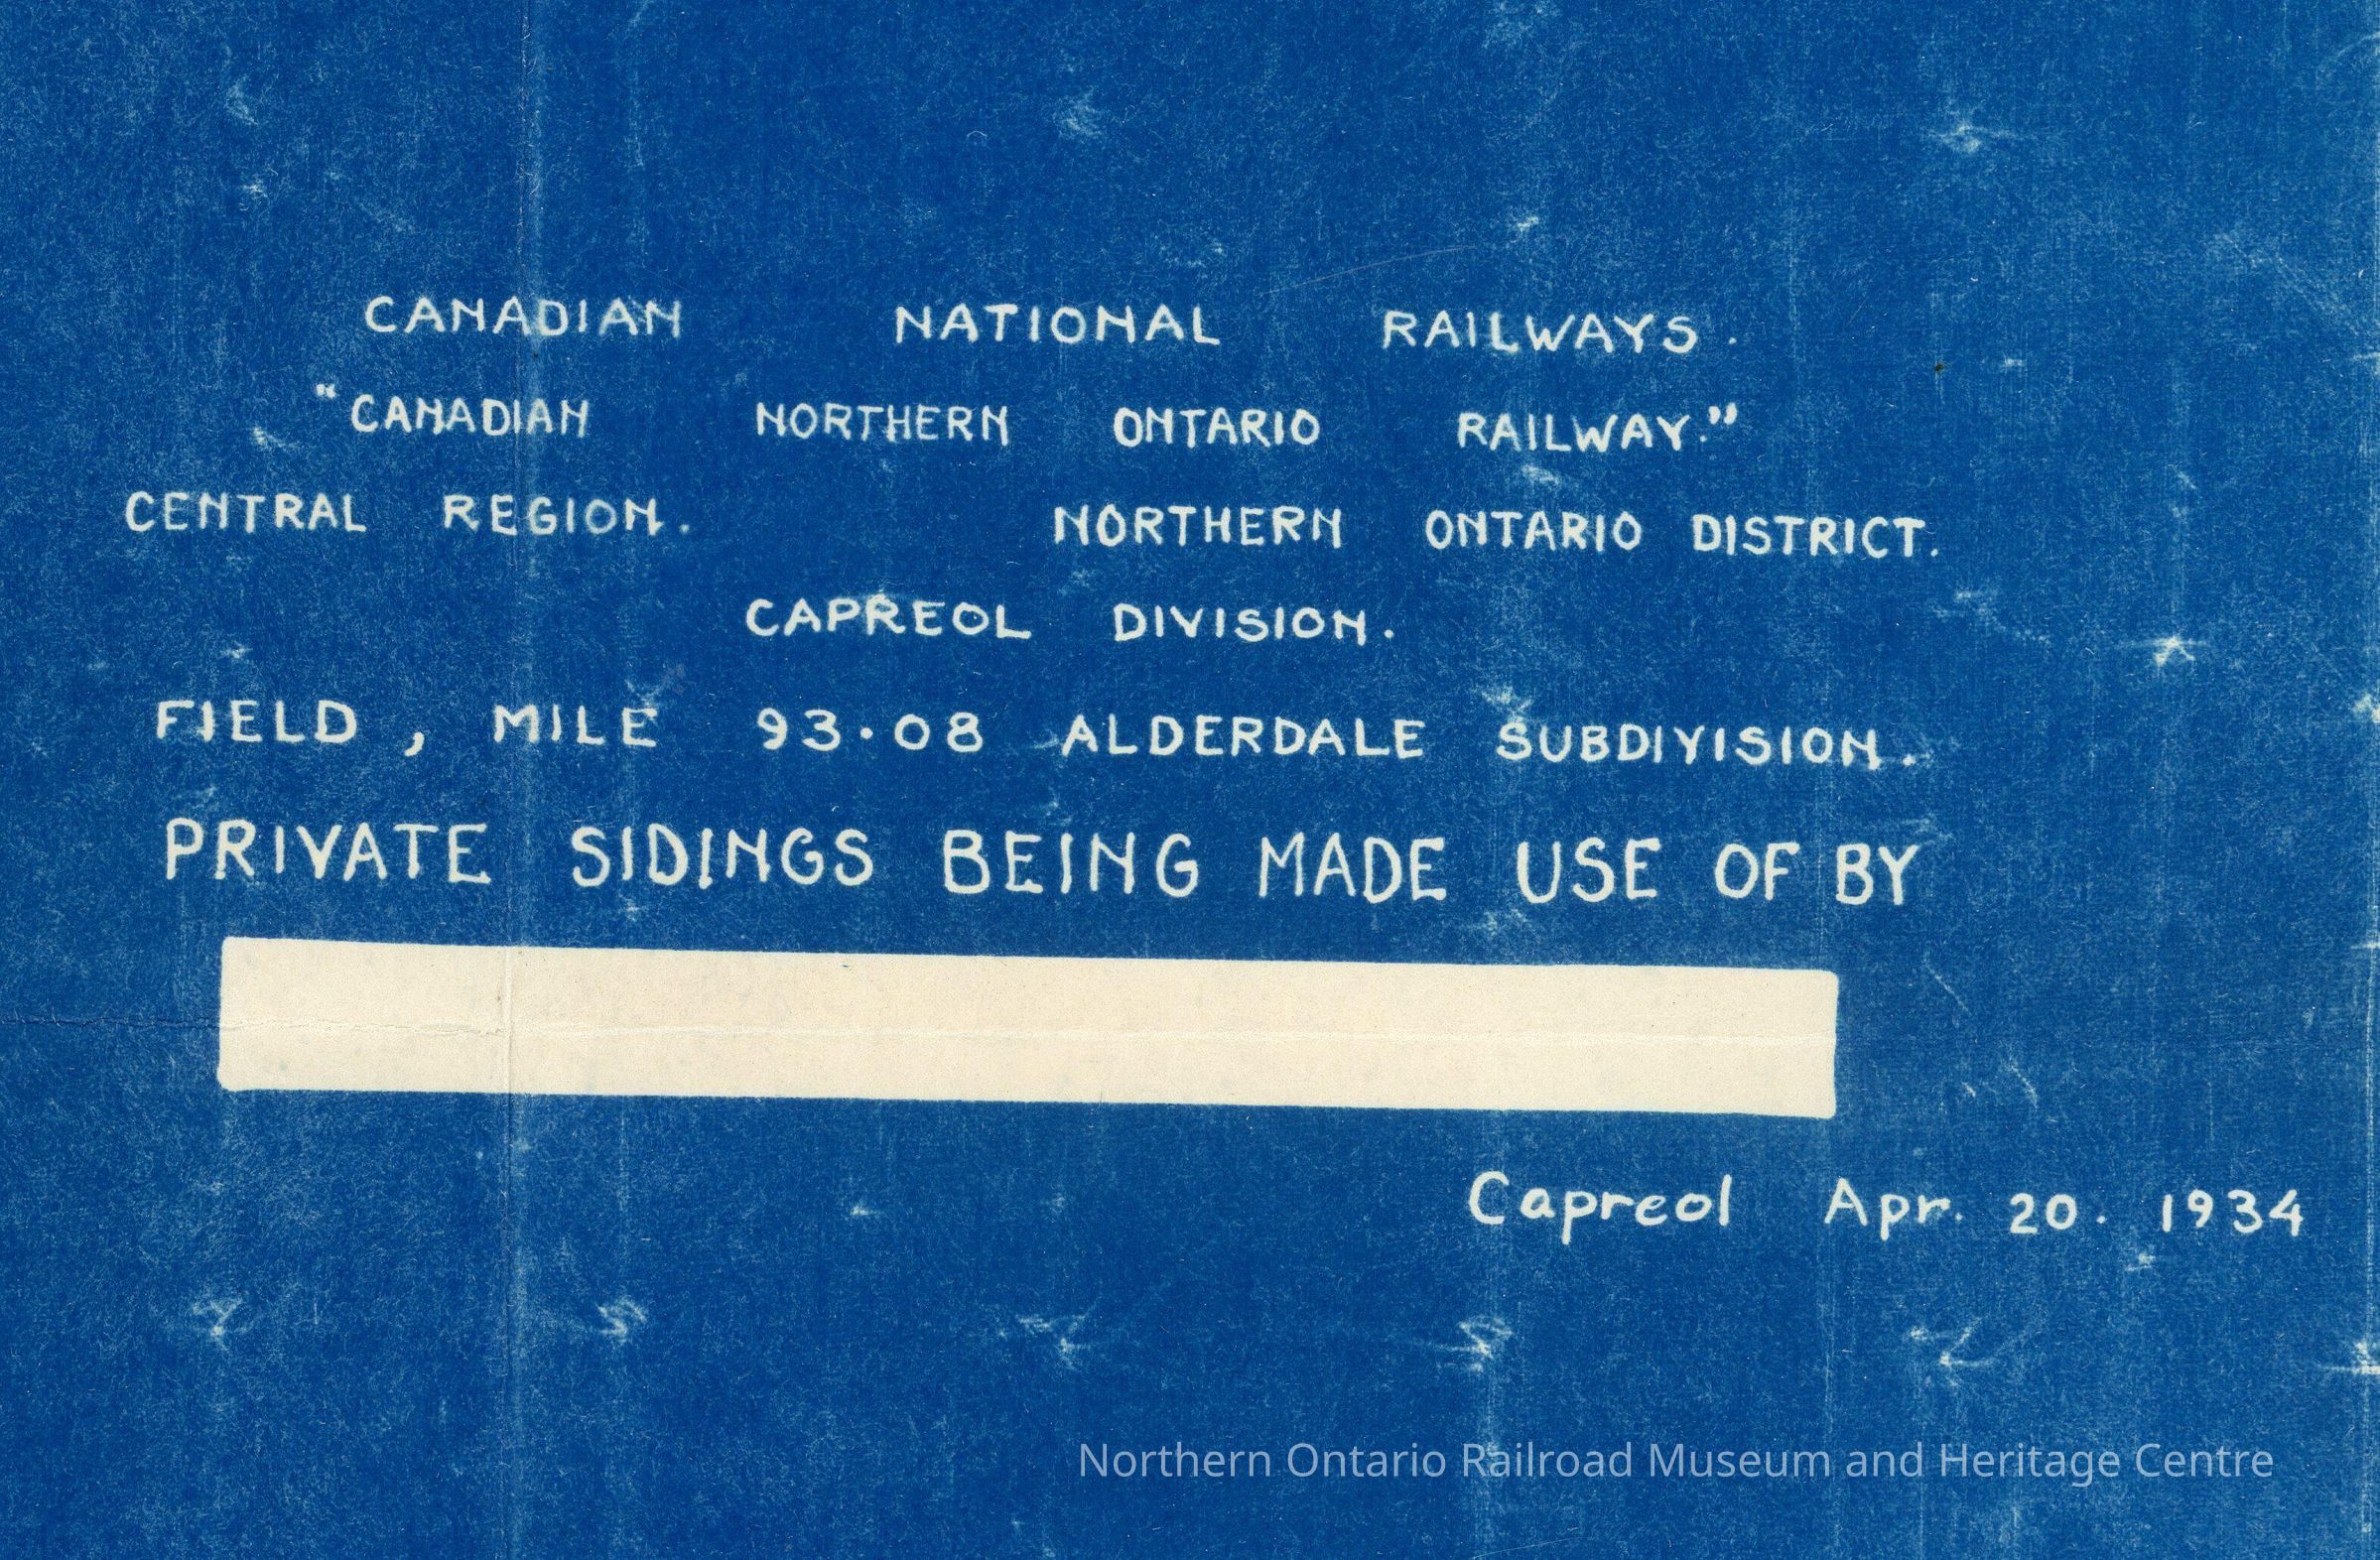 CANADIAN NATIONAL RAILWAYS.
"CANADIAN NORTHERN ONTARIO RAILWAY."
CENTRAL REGION. NORTHERN ONTARIO DISTRICT.
CAPREOL DIVISION.
FIELD, MILE 93.08 ALDERDALE SUBDIVISION.
PRIVATE SIDINGS BEING MADE USE OF BY
Capreol Apr. 20. 1934
Northern Ontario Railroad Museum and Heritage Centre